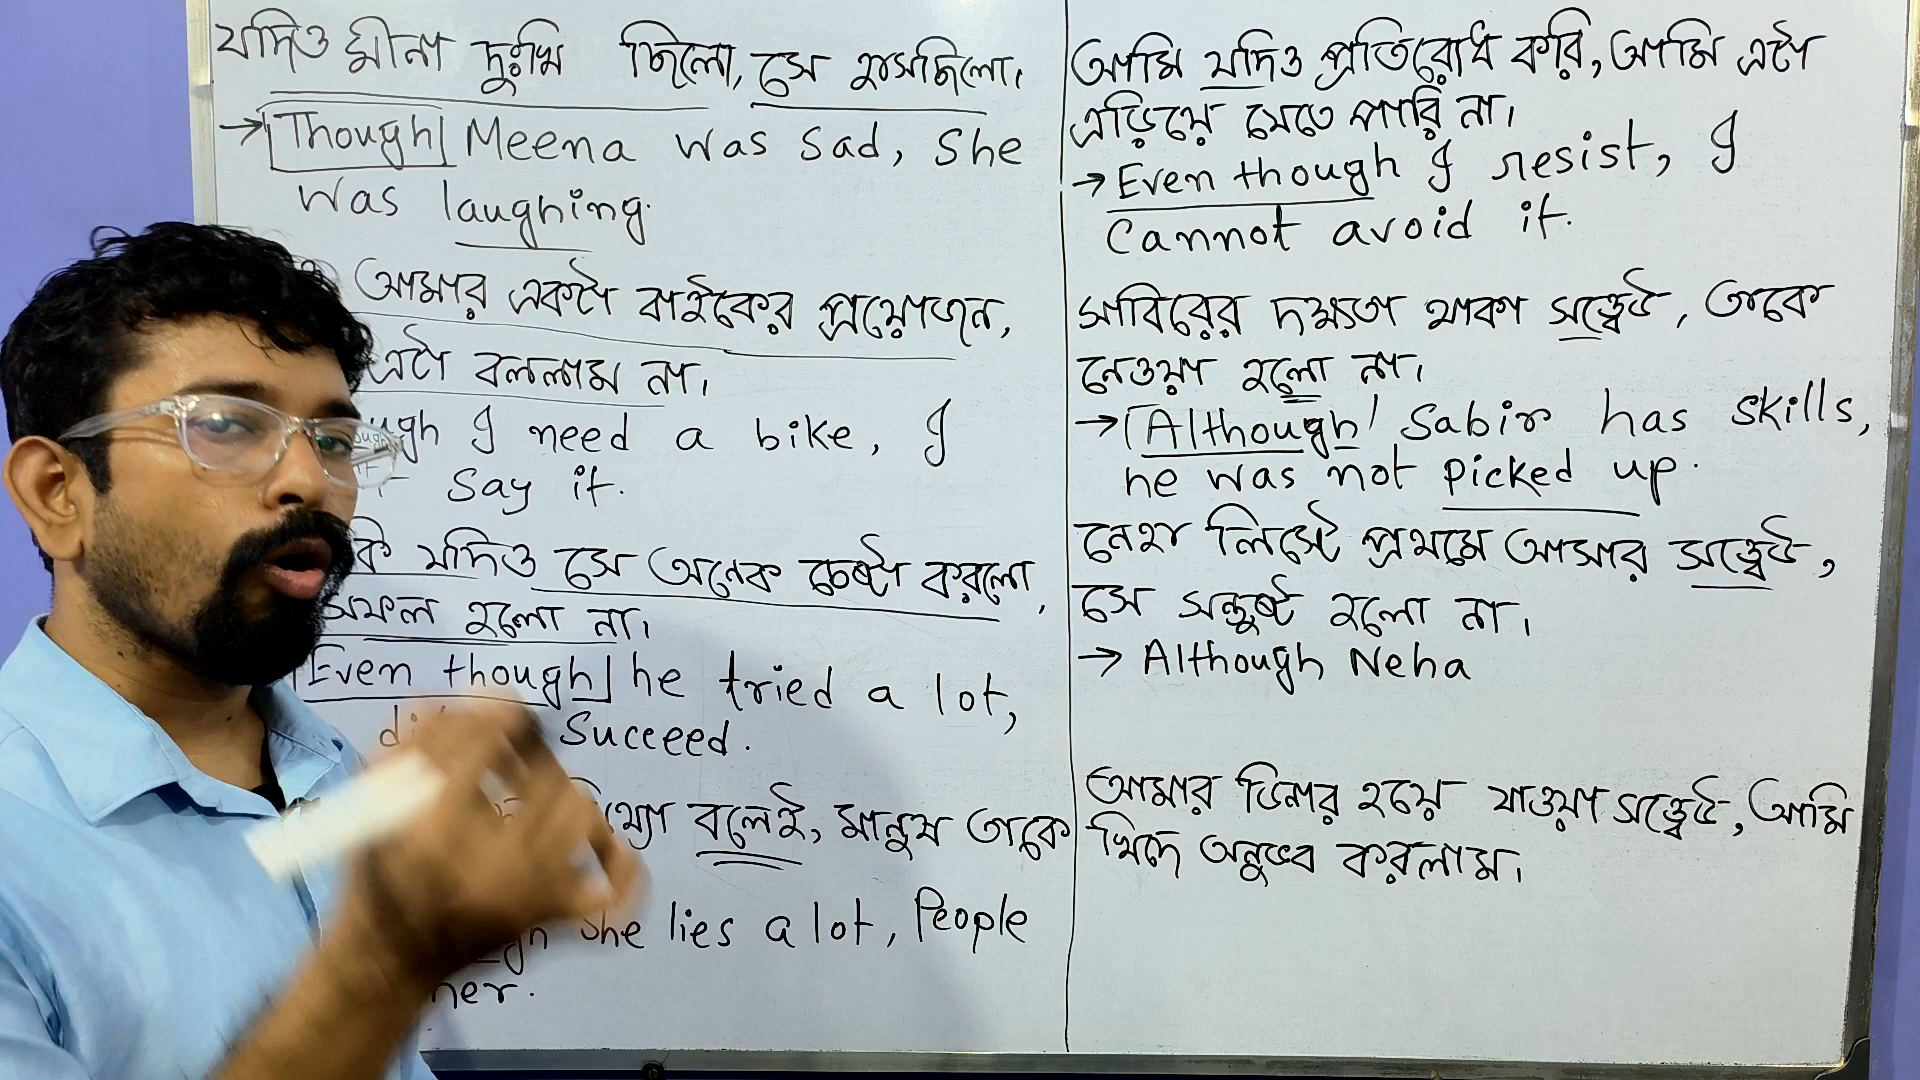 যদিও মীনা দুঃখি ছিলো, সে হাসছিলো।
→ Though Meena was sad, she
was laughing.
আমার একটা বাইকের প্রয়োজন,
এটা বললাম না।
I need a bike, I
say it.
যদিও সে অনেক চেষ্টা করলো,
সফল হলো না।
Even though he tried a lot,
succeed.
বলেই, মানুষ তাকে
she lies a lot, People
her.
আমি যদিও প্রতিরোধ করি, আমি এটা
এড়িয়ে যেতে পারি না।
→ Even though I resist, I
cannot avoid it.
সাবিরের দক্ষতা থাকা সত্ত্বেও, তাকে
নেওয়া হলো না।
→ Although Sabir has skills,
he was not picked up.
নেহা লিস্টে প্রথমে আসার সত্ত্বেও,
সে সন্তুষ্ট হলো না।
→ Although Neha
আমার ডিনার হয়ে যাওয়া সত্ত্বেও, আমি
খিদে অনুভব করলাম।